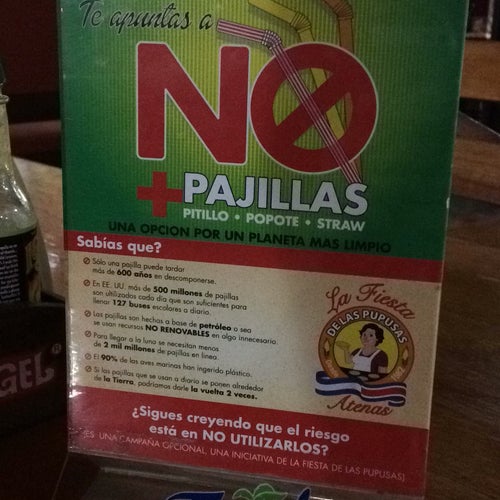 Te apuntas a
NO
+ PAJILLAS
PITILLO • POPOTE • STRAW
UNA OPCION POR UN PLANETA MAS LIMPIO
Sabías que?
Sólo una pajilla puede tardar
más de 600 años en descomponerse.
En EE. UU. más de 500 millones de pajillas
son utilizados cada día que son suficientes para
llenar 127 buses escolares a diario.
Las pajillas son hechas a base de petróleo o sea
se usan recursos NO RENOVABLES en algo innecesario.
Para llegar a la luna se necesitan menos
de 2 mil millones de pajillas en linea.
El 90% de las aves marinas han ingerido plástico.
Si las pajillas que se usan a diario se ponen alrededor
de la Tierra, podríamos darle la vuelta 2 veces.
La Fiesta
DE LAS PUPUSAS
Atenas
¿Sigues creyendo que el riesgo
está en NO UTILIZARLOS?
(ES UNA CAMPAÑA OPCIONAL, UNA INICIATIVA DE LA FIESTA DE LAS PUPUSAS)
GEL®